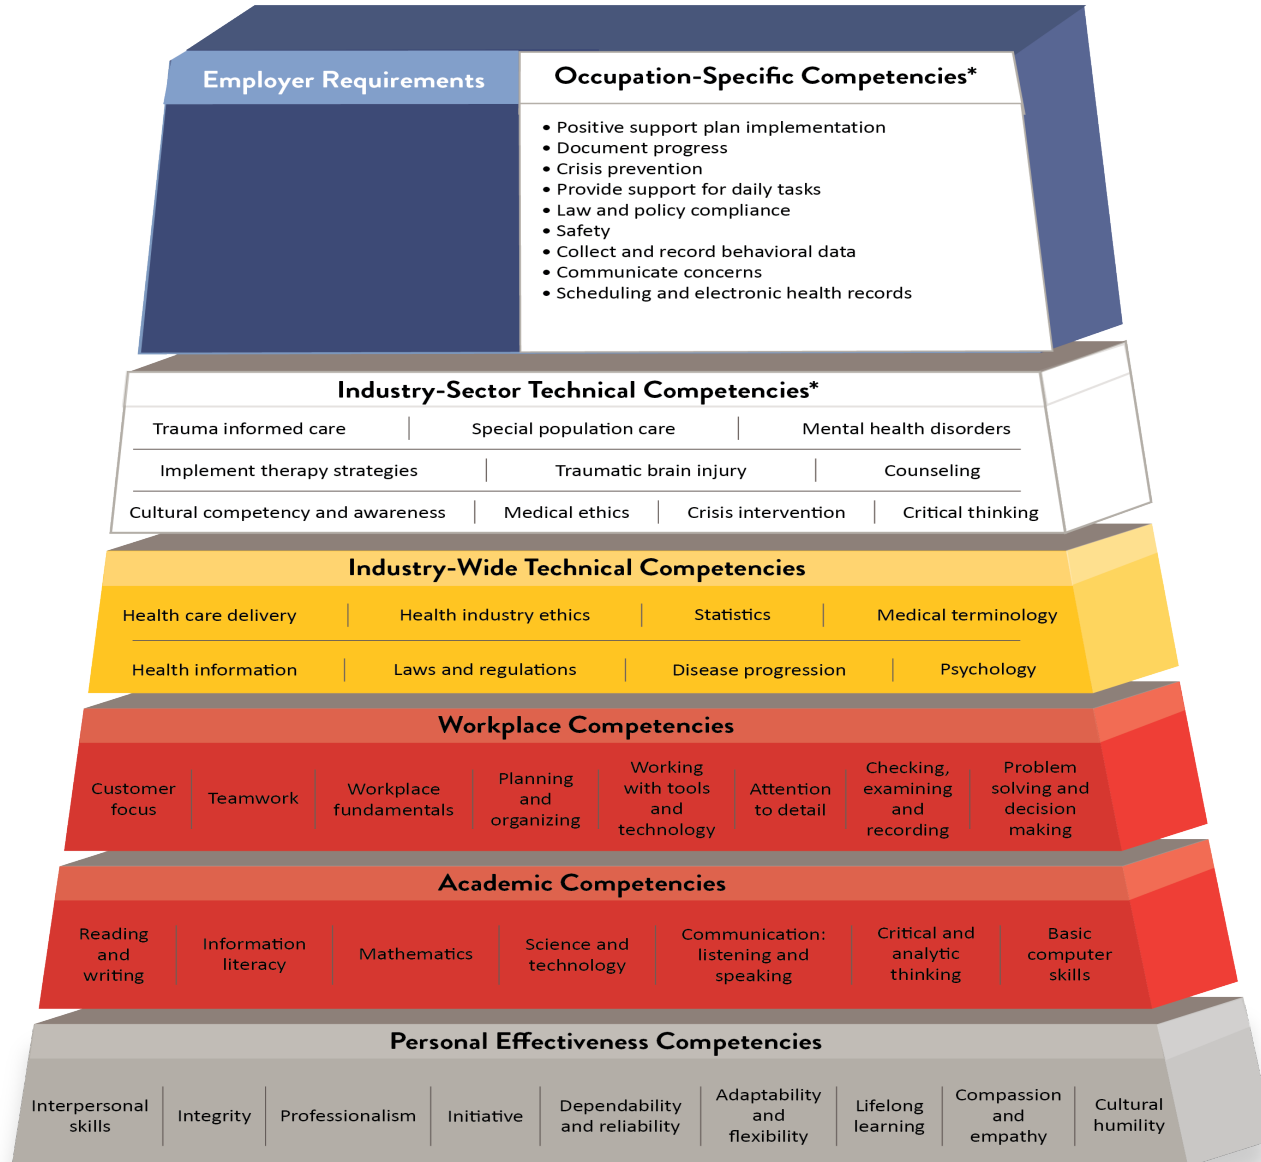 Employer Requirements
Occupation-Specific Competencies*
• Positive support plan implementation
• Document progress
• Crisis prevention
• Provide support for daily tasks
• Law and policy compliance
• Safety
• Collect and record behavioral data
• Communicate concerns
• Scheduling and electronic health records
Industry-Sector Technical Competencies*
Trauma informed care
Special population care
Mental health disorders
Implement therapy strategies
Traumatic brain injury
Counseling
Cultural competency and awareness
Medical ethics
Crisis intervention
Critical thinking
Industry-Wide Technical Competencies
Health care delivery
Health industry ethics
Statistics
Medical terminology
Health information
Laws and regulations
Disease progression
Psychology
Workplace Competencies
Customer
focus
Teamwork
Workplace
fundamentals
Planning
and
organizing
Working
with tools
and
technology
Attention
to detail
Checking,
examining
and
recording
Problem
solving and
decision
making
Academic Competencies
Reading
and
writing
Information
literacy
Mathematics
Science and
technology
Communication:
listening and
speaking
Critical and
analytic
thinking
Basic
computer
skills
Personal Effectiveness Competencies
Interpersonal
skills
Integrity
Professionalism
Initiative
Dependability
and reliability
Adaptability
and
flexibility
Lifelong
learning
Compassion
and
empathy
Cultural
humility